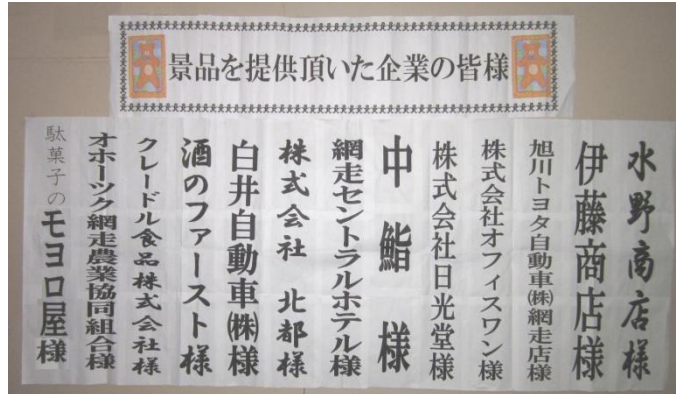 景品を提供頂いた企業の皆様
水野商店様
伊藤商店様
旭川トヨタ自動車㈱網走店様
株式会社オフィスワン様
株式会社日光堂様
中鮨様
網走セントラルホテル様
株式会社 北都様
白井自動車㈱様
酒のファースト様
クレードル食品株式会社様
オホーツク網走農業協同組合様
駄菓子のモヨロ屋様